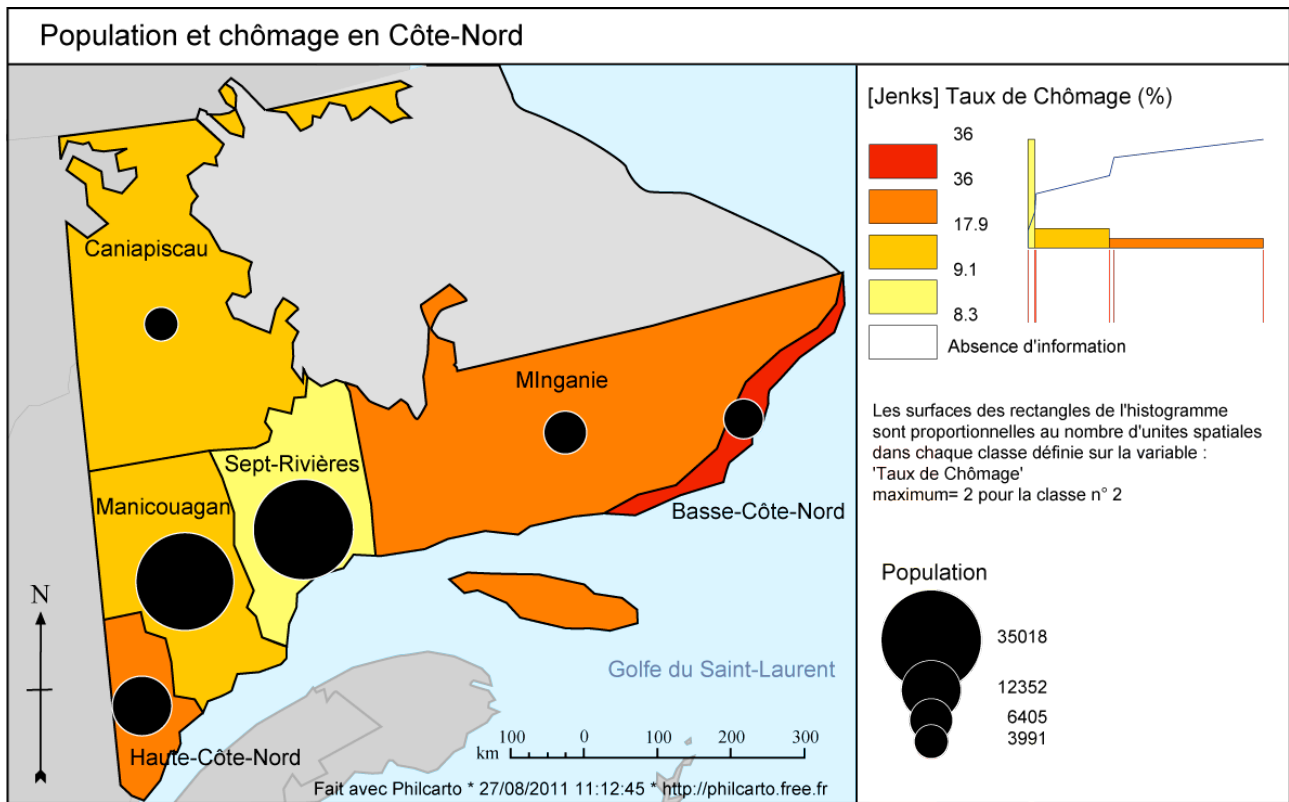 Population et chômage en Côte-Nord
Caniapiscau
MInganie
Sept-Rivières
Manicouagan
Basse-Côte-Nord
Haute-Côte-Nord
Golfe du Saint-Laurent
N
100 0 100 200 300
km
Fait avec Philcarto * 27/08/2011 11:12:45 * http://philcarto.free.fr
[Jenks] Taux de Chômage (%)
36
36
17.9
9.1
8.3
Absence d'information
Les surfaces des rectangles de l'histogramme
sont proportionnelles au nombre d'unites spatiales
dans chaque classe définie sur la variable :
'Taux de Chômage'
maximum= 2 pour la classe n° 2
Population
35018
12352
6405
3991